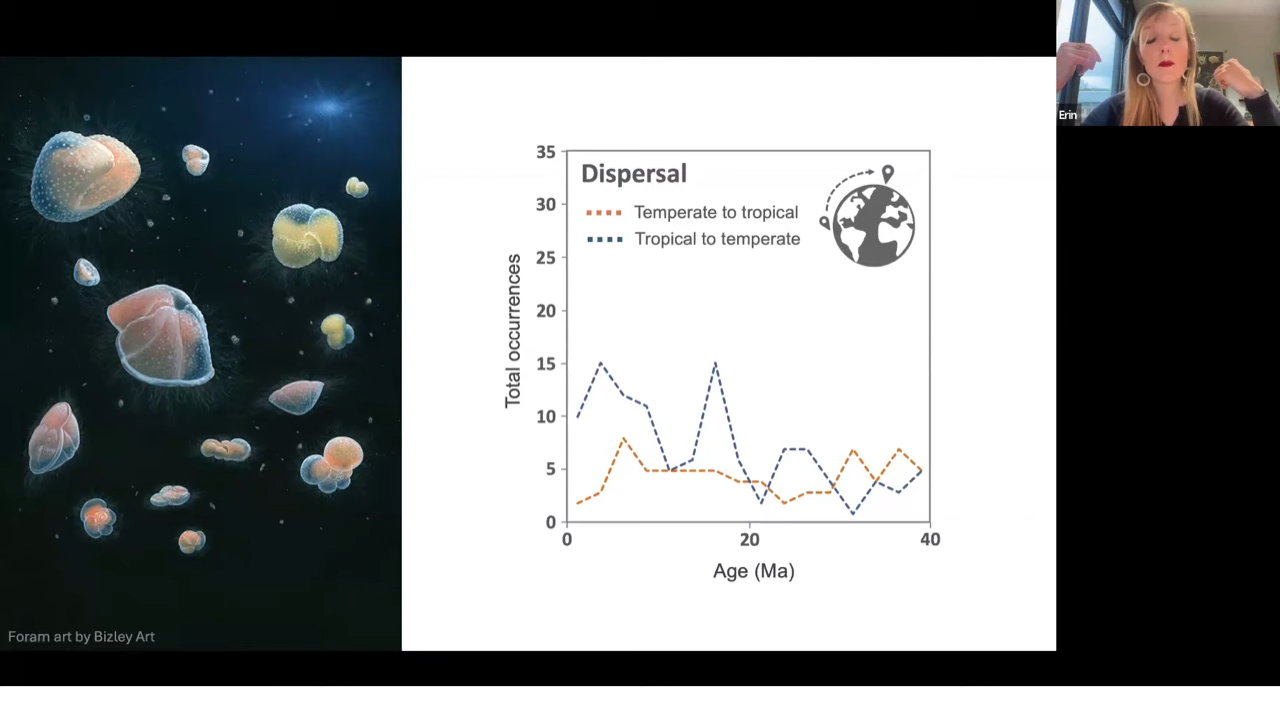 Erin
Dispersal
Temperate to tropical
Tropical to temperate
Total occurrences
35
30
25
20
15
10
5
0
0
20
40
Age (Ma)
Foram art by Bizley Art